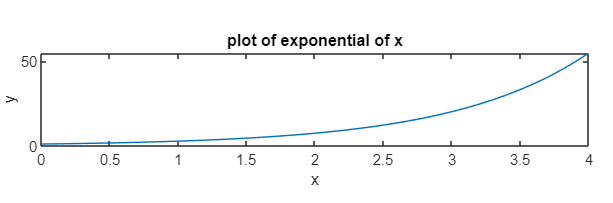 plot of exponential of x
50
y
0
0 0.5 1 1.5 2 2.5 3 3.5 4
x